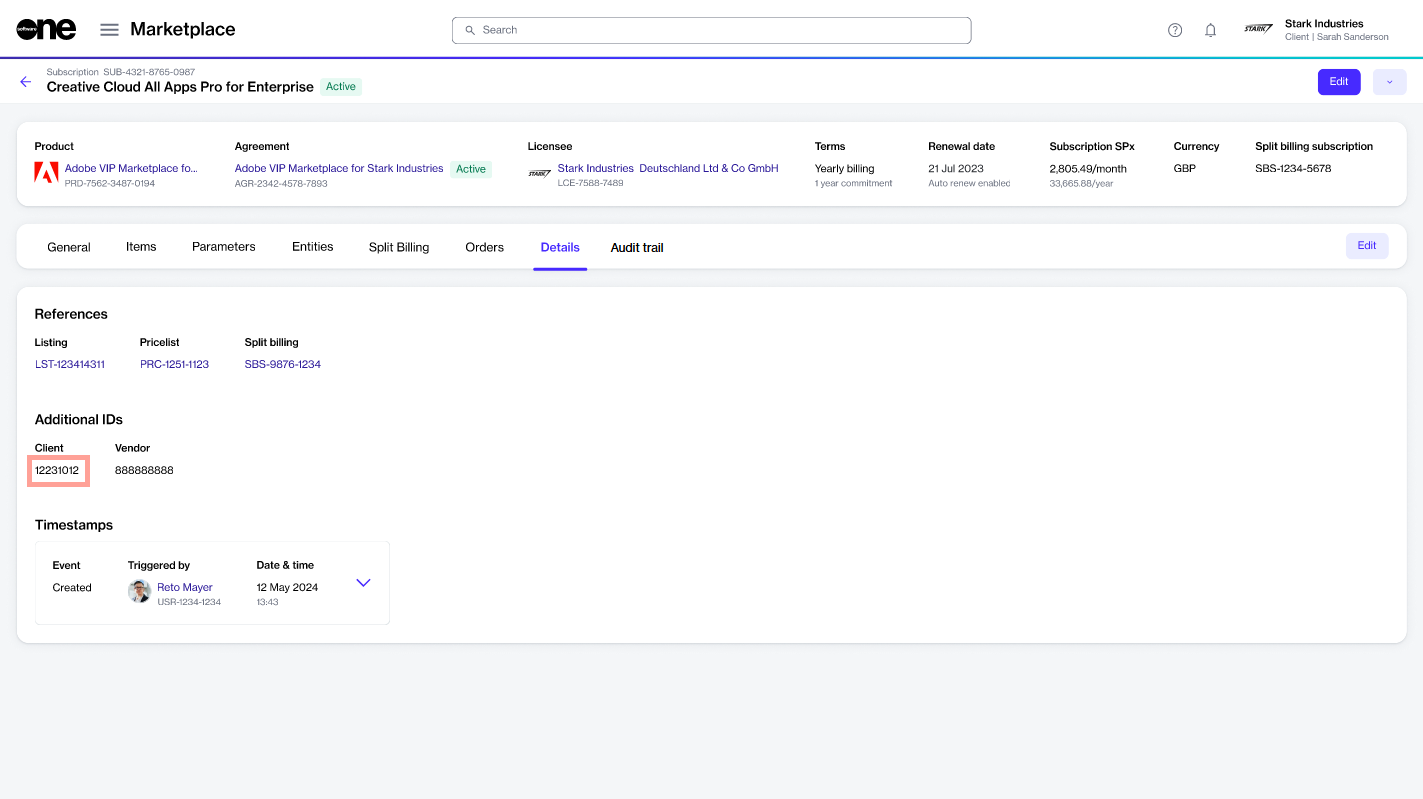 software one
Marketplace
Search
STARK
Stark Industries
Client | Sarah Sanderson
Subscription SUB-4321-8765-0987
Creative Cloud All Apps Pro for Enterprise Active
Edit
Product
Adobe VIP Marketplace fo...
PRD-7562-3487-0194
Agreement
Adobe VIP Marketplace for Stark Industries Active
AGR-2342-4578-7893
Licensee
STARK
Stark Industries Deutschland Ltd & Co GmbH
LCE-7588-7489
Terms
Yearly billing
1 year commitment
Renewal date
21 Jul 2023
Auto renew enabled
Subscription SPx
2,805.49/month
33,665.88/year
Currency
GBP
Split billing subscription
SBS-1234-5678
General Items Parameters Entities Split Billing Orders Details Audit trail Edit
References
Listing Pricelist Split billing
LST-123414311 PRC-1251-1123 SBS-9876-1234
Additional IDs
Client Vendor
12231012 888888888
Timestamps
Event Triggered by Date & time
Created Reto Mayer 12 May 2024
USR-1234-1234 13:43